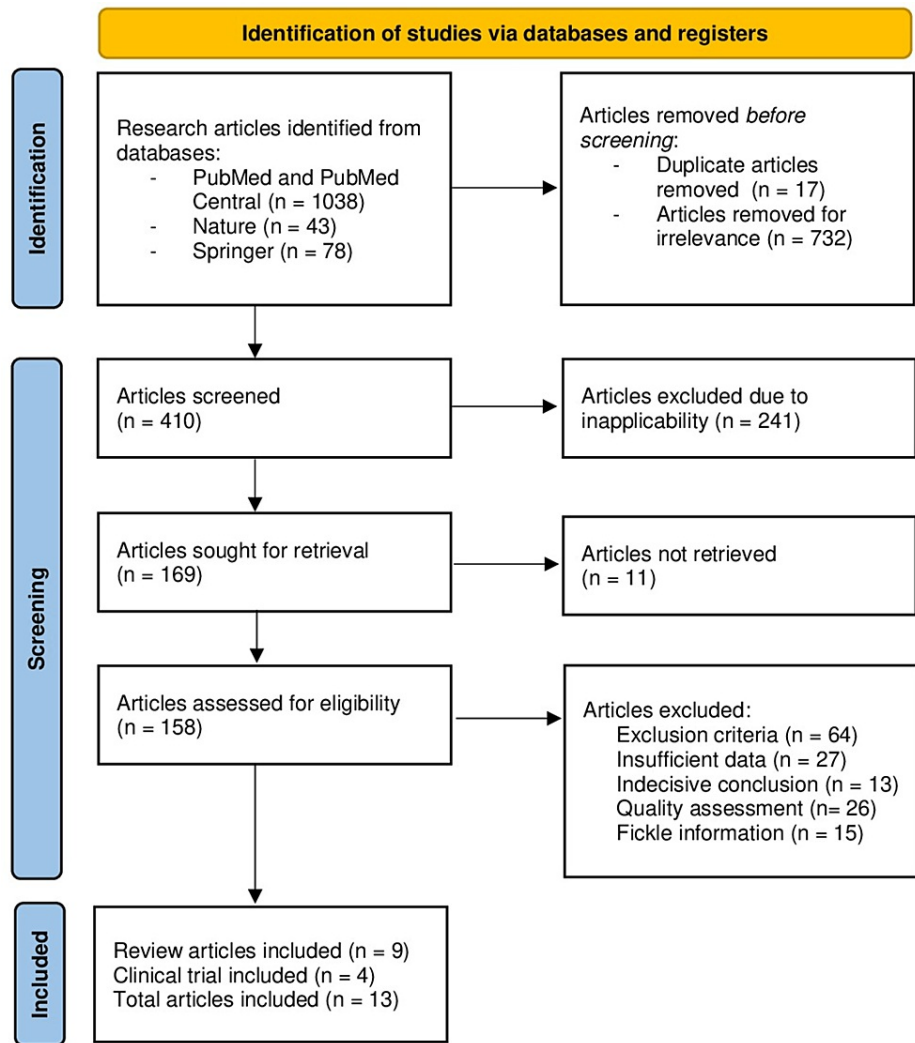 Identification of studies via databases and registers
Identification
Research articles identified from
databases:
- PubMed and PubMed
Central (n = 1038)
- Nature (n = 43)
- Springer (n = 78)
Articles removed before
screening:
- Duplicate articles
removed (n = 17)
- Articles removed for
irrelevance (n = 732)
Screening
Articles screened
(n = 410)
Articles excluded due to
inapplicability (n = 241)
Articles sought for retrieval
(n = 169)
Articles not retrieved
(n = 11)
Articles assessed for eligibility
(n = 158)
Articles excluded:
Exclusion criteria (n = 64)
Insufficient data (n = 27)
Indecisive conclusion (n = 13)
Quality assessment (n= 26)
Fickle information (n = 15)
Included
Review articles included (n = 9)
Clinical trial included (n = 4)
Total articles included (n = 13)